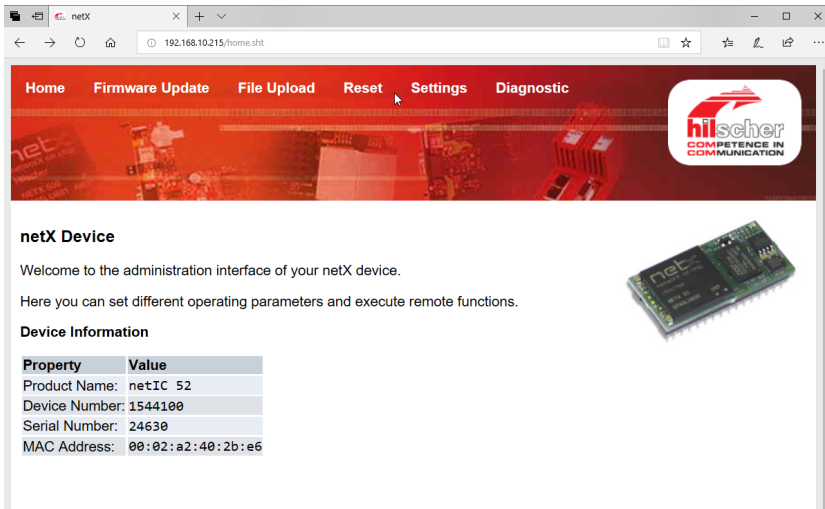 netX
192.168.10.215/home.sht
Home Firmware Update File Upload Reset Settings Diagnostic
hilscher
COMPETENCE IN
COMMUNICATION
netX Device
Welcome to the administration interface of your netX device.
Here you can set different operating parameters and execute remote functions.
Device Information
Property Value
Product Name: netIC 52
Device Number: 1544100
Serial Number: 24630
MAC Address: 00:02:a2:40:2b:e6